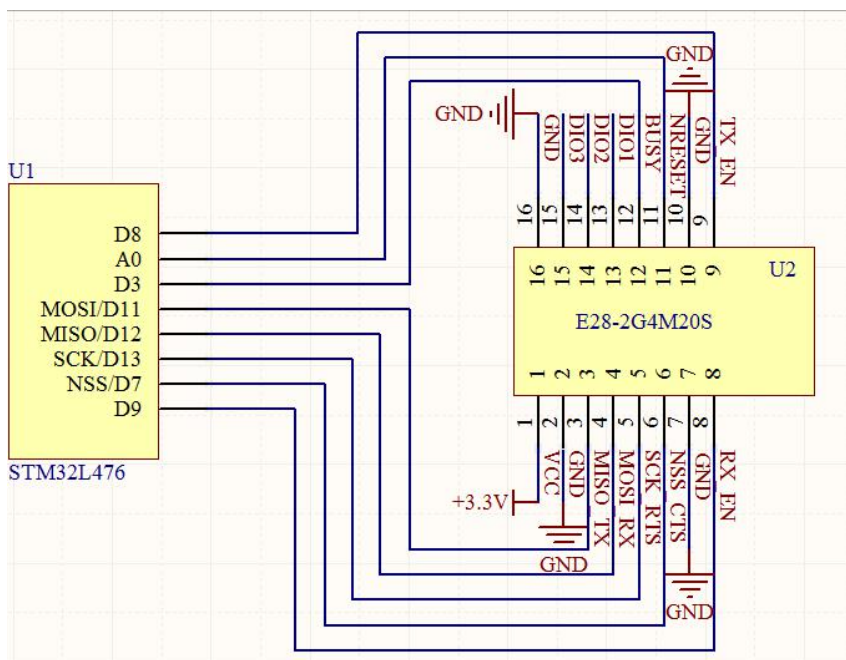 GND
GND
GND
DIO3
DIO2
DIO1
BUSY
NRESET
GND
TX_EN
U1
16
15
14
13
12
11
10
9
D8
A0
D3
MOSI/D11
MISO/D12
SCK/D13
NSS/D7
D9
16
15
14
13
12
11
10
9
U2
E28-2G4M20S
1
2
3
4
5
6
7
8
1
2
3
4
5
6
7
8
STM32L476
+3.3V
VCC
GND
MISO_TX
MOSI_RX
SCK_RTS
NSS_CTS
GND
RX_EN
GND
GND